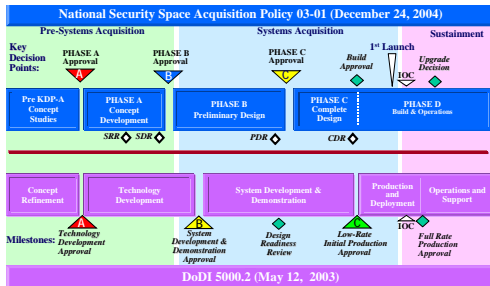 National Security Space Acquisition Policy 03-01 (December 24, 2004)
Pre-Systems Acquisition
Systems Acquisition
Sustainment
Key
Decision
Points:
PHASE A
Approval
A
PHASE B
Approval
B
PHASE C
Approval
C
Build
Approval
1st Launch
IOC
Upgrade
Decision
Pre KDP-A
Concept
Studies
PHASE A
Concept
Development
PHASE B
Preliminary Design
PHASE C
Complete
Design
PHASE D
Build & Operations
SRR
SDR
PDR
CDR
Concept
Refinement
Technology
Development
System Development &
Demonstration
Production
and
Deployment
Operations and
Support
Milestones:
A
Technology
Development
Approval
B
System
Development &
Demonstration
Approval
Design
Readiness
Review
C
Low-Rate
Initial Production
Approval
IOC
Full Rate
Production
Approval
DoDI 5000.2 (May 12, 2003)